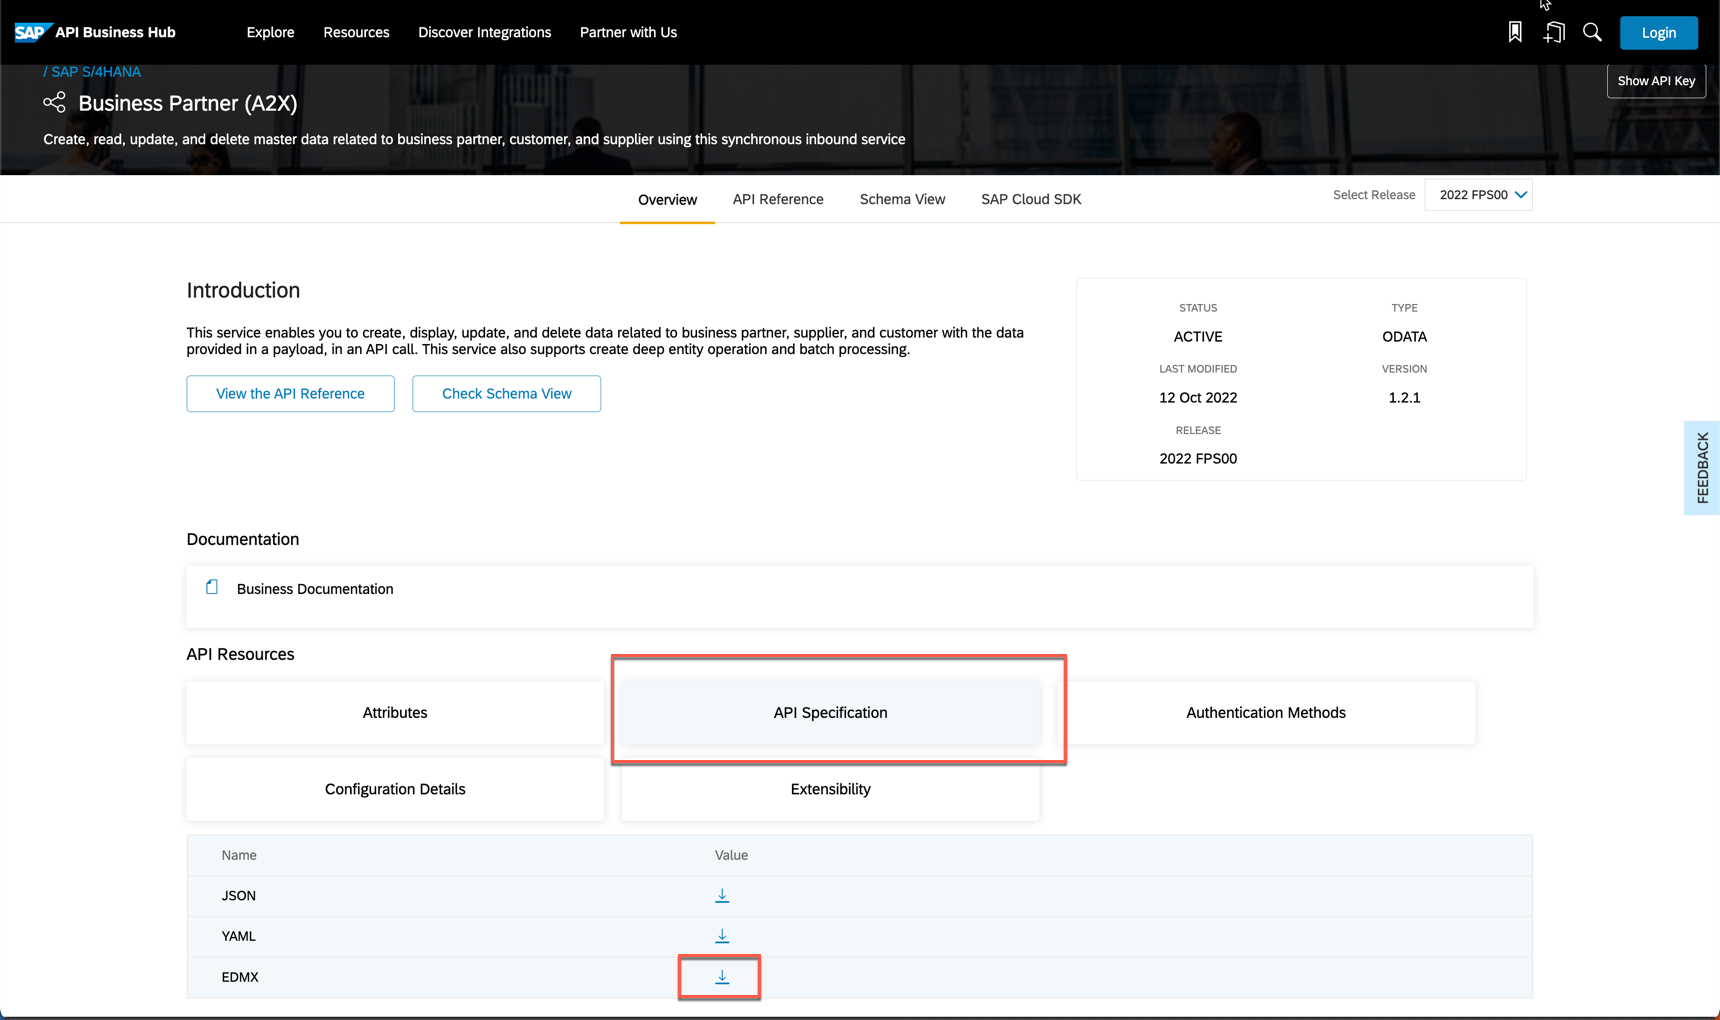 SAP API Business Hub Explore Resources Discover Integrations Partner with Us Login
/ SAP S/4HANA
Show API Key
Business Partner (A2X)
Create, read, update, and delete master data related to business partner, customer, and supplier using this synchronous inbound service
Overview API Reference Schema View SAP Cloud SDK Select Release 2022 FPS00
Introduction
This service enables you to create, display, update, and delete data related to business partner, supplier, and customer with the data
provided in a payload, in an API call. This service also supports create deep entity operation and batch processing.
View the API Reference Check Schema View
STATUS TYPE
ACTIVE ODATA
LAST MODIFIED VERSION
12 Oct 2022 1.2.1
RELEASE
2022 FPS00
FEEDBACK
Documentation
Business Documentation
API Resources
Attributes API Specification Authentication Methods
Configuration Details Extensibility
Name Value
JSON
YAML
EDMX